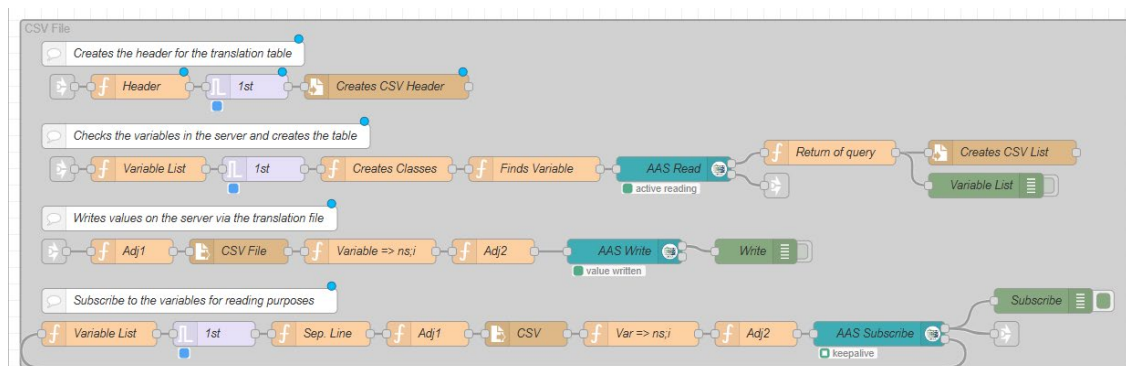 CSV File
Creates the header for the translation table
Header 1st Creates CSV Header
Checks the variables in the server and creates the table
Variable List 1st Creates Classes Finds Variable AAS Read Return of query Creates CSV List
active reading Variable List
Writes values on the server via the translation file
Adj1 CSV File Variable => ns;i Adj2 AAS Write Write
value written
Subscribe to the variables for reading purposes
Subscribe
Variable List 1st Sep. Line Adj1 CSV Var => ns;i Adj2 AAS Subscribe
keepalive